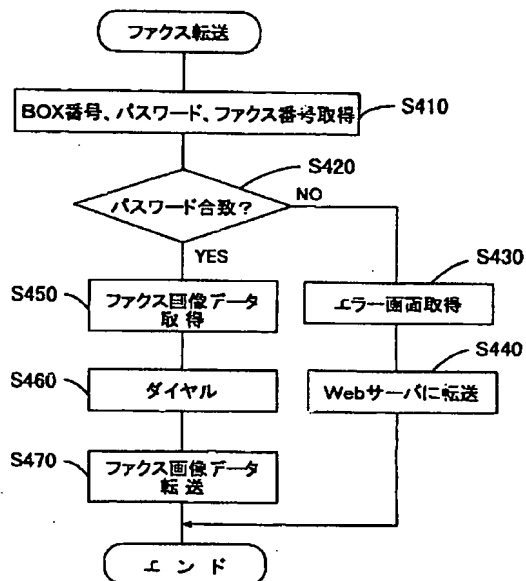 ファクス転送
BOX番号、パスワード、ファクス番号取得
S410
S420
パスワード合致?
NO
YES
S430
エラー画面取得
S450
ファクス画像データ
取得
S440
Webサーバに転送
S460
ダイヤル
S470
ファクス画像データ
転送
エンド